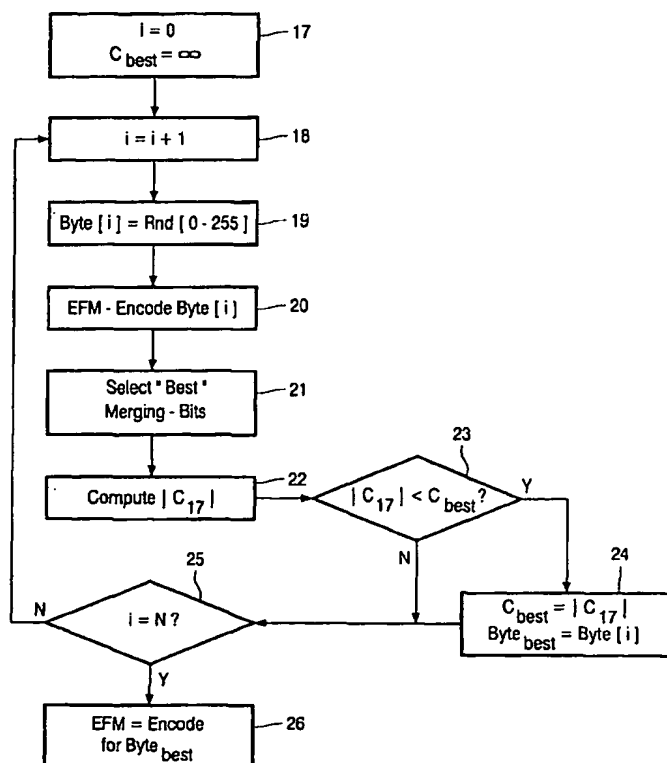 i = 0
C best = ∞
17
i = i + 1
18
Byte [ i ] = Rnd [ 0 - 255 ]
19
EFM - Encode Byte [ i ]
20
Select " Best "
Merging - Bits
21
Compute | C 17 |
22
| C 17 | < C best ?
23
Y
N
24
C best = | C 17 |
Byte best = Byte [ i ]
25
i = N ?
N
Y
EFM = Encode
for Byte best
26